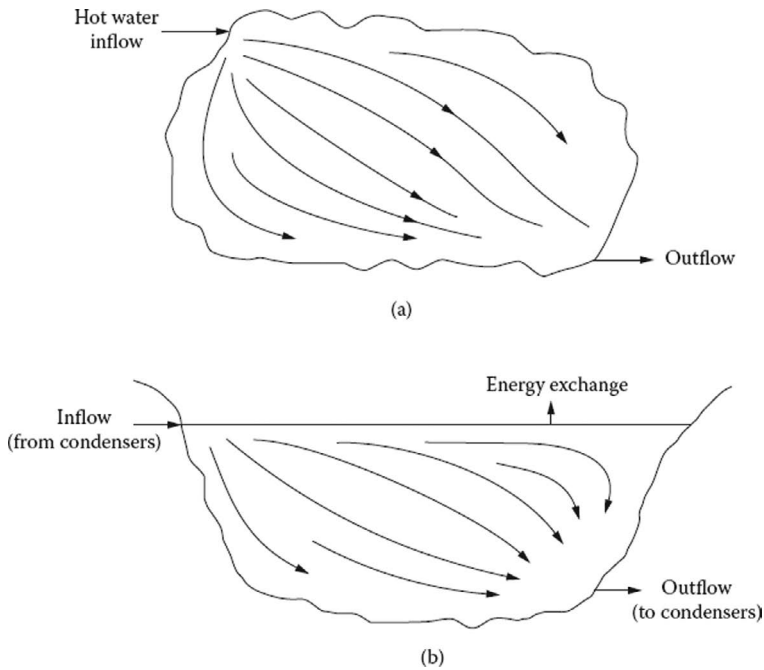 Hot water
inflow
Outflow
(a)
Energy exchange
Inflow
(from condensers)
Outflow
(to condensers)
(b)